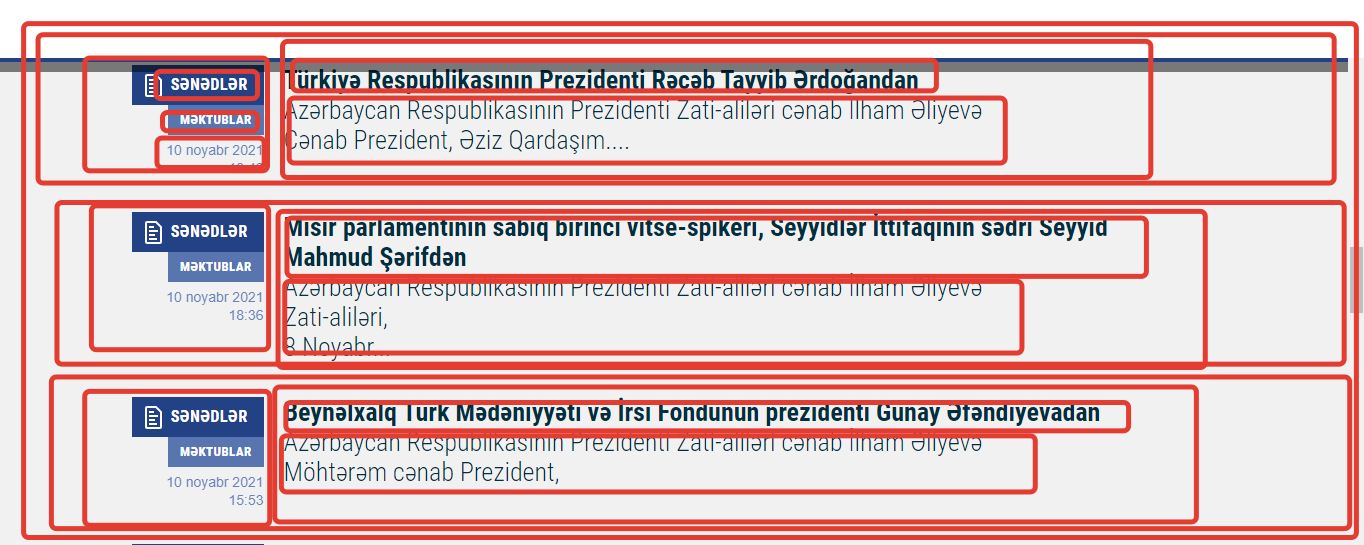 SƏNƏDLƏR
MƏKTUBLAR
10 noyabr 2021
Türkiyə Respublikasının Prezidenti Rəcəb Tayyib Ərdoğandan
Azərbaycan Respublikasının Prezidenti Zati-aliləri cənab İlham Əliyevə
Cənab Prezident, Əziz Qardaşım....
SƏNƏDLƏR
MƏKTUBLAR
10 noyabr 2021
18:36
Misir parlamentinin sabiq birinci vitse-spikeri, Seyyidlər İttifaqının sədri Seyyid
Mahmud Şərifdən
Azərbaycan Respublikasının Prezidenti Zati-aliləri cənab İlham Əliyevə
Zati-aliləri,
8 Noyabr...
SƏNƏDLƏR
MƏKTUBLAR
10 noyabr 2021
15:53
Beynəlxalq Türk Mədəniyyəti və İrsi Fondunun prezidenti Günay Əfəndiyevadan
Azərbaycan Respublikasının Prezidenti Zati-aliləri cənab İlham Əliyevə
Möhtərəm cənab Prezident,